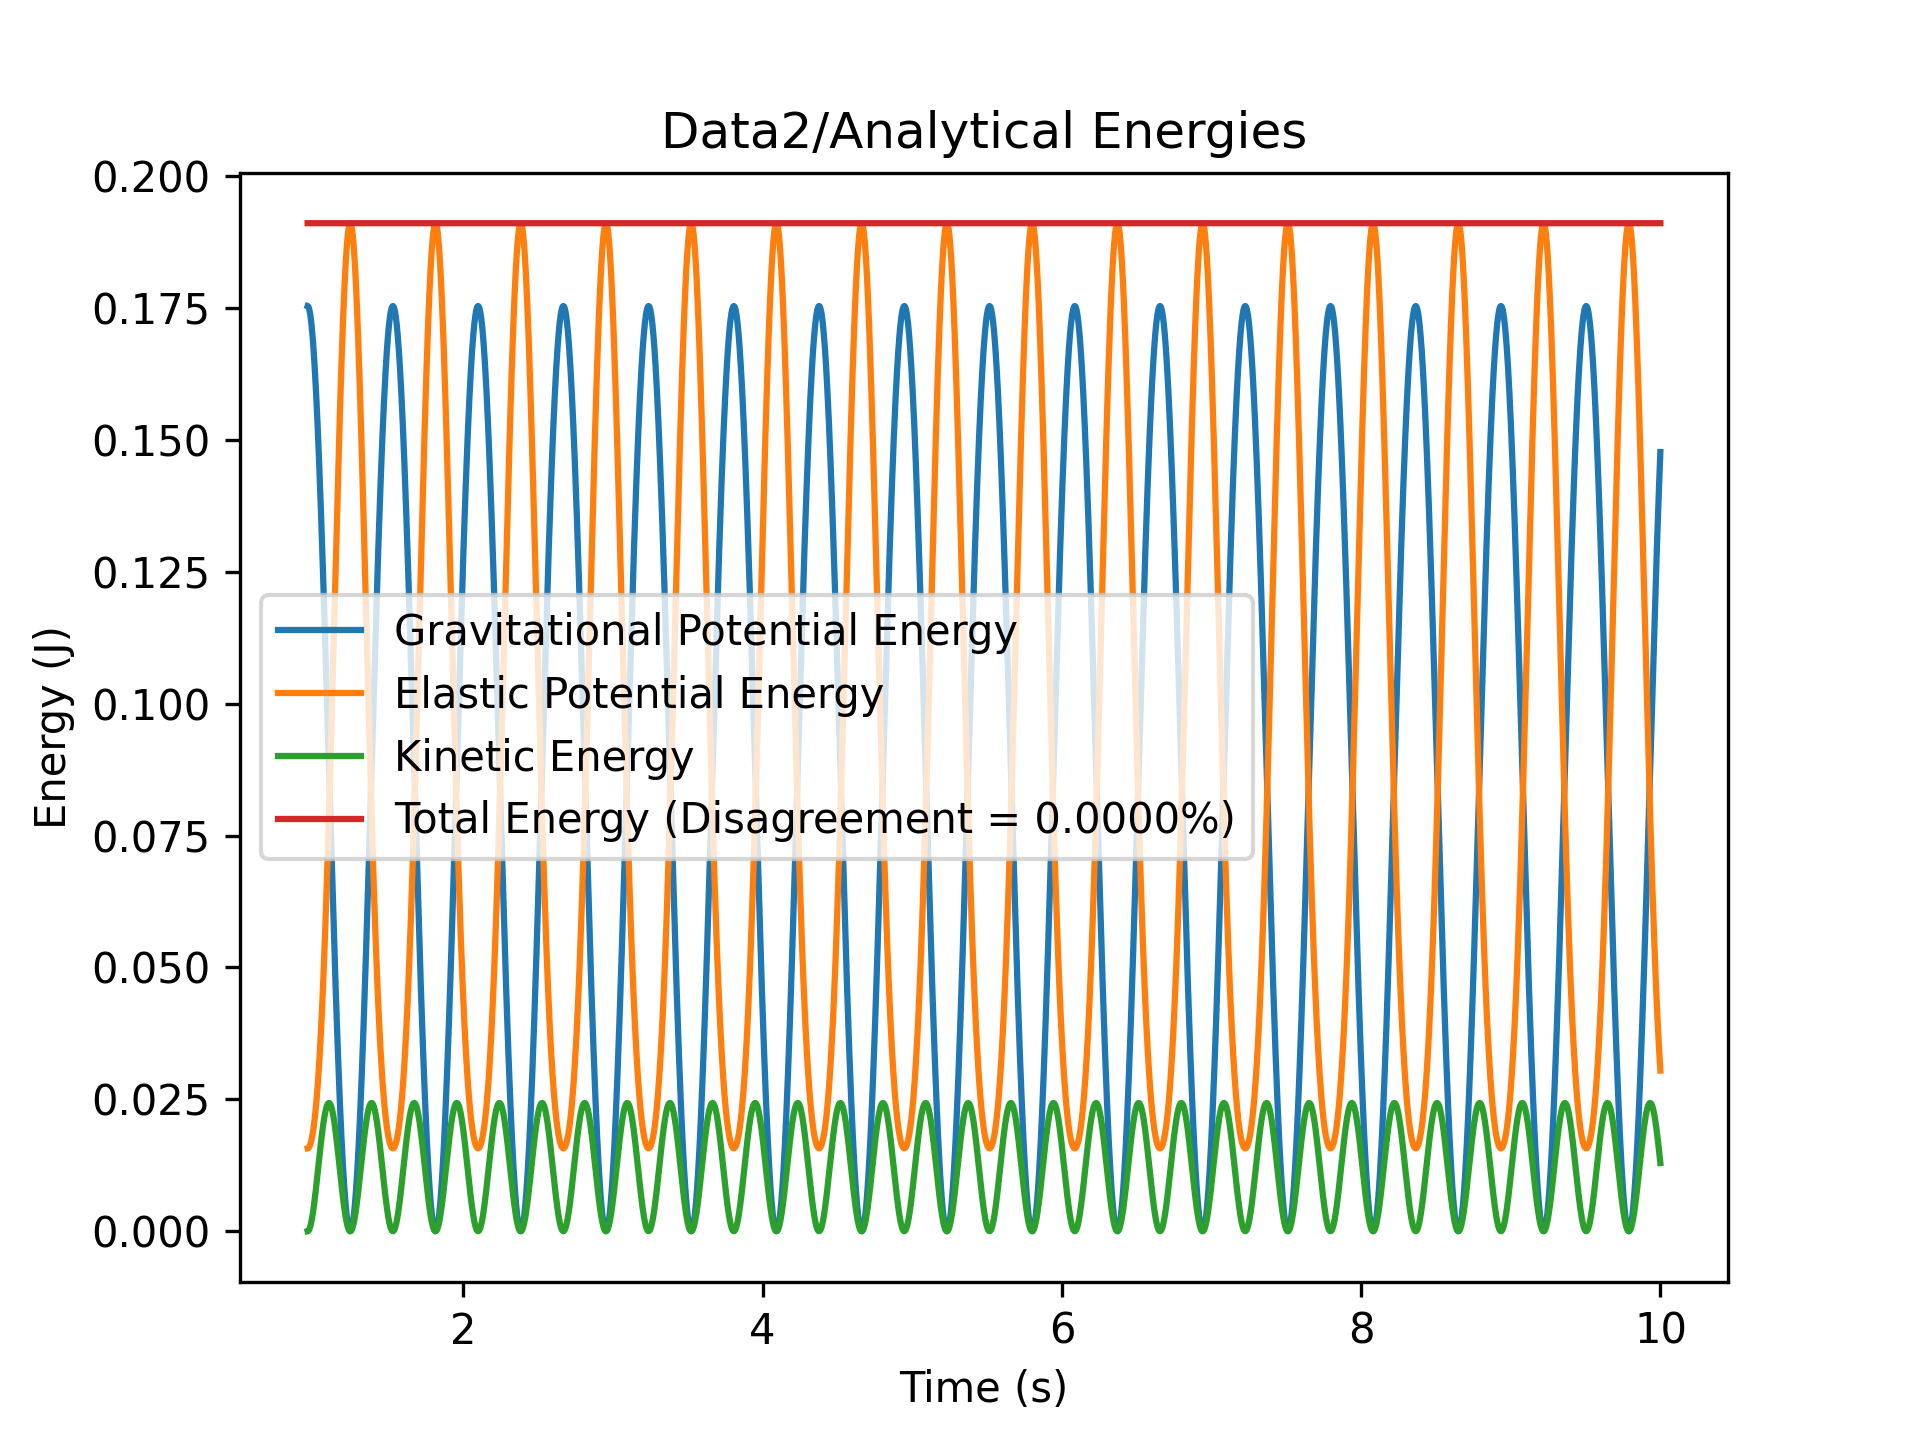 Data2/Analytical Energies
0.200
0.175
0.150
0.125
0.100
0.075
0.050
0.025
0.000
Energy (J)
Gravitational Potential Energy
Elastic Potential Energy
Kinetic Energy
Total Energy (Disagreement = 0.0000%)
2 4 6 8 10
Time (s)